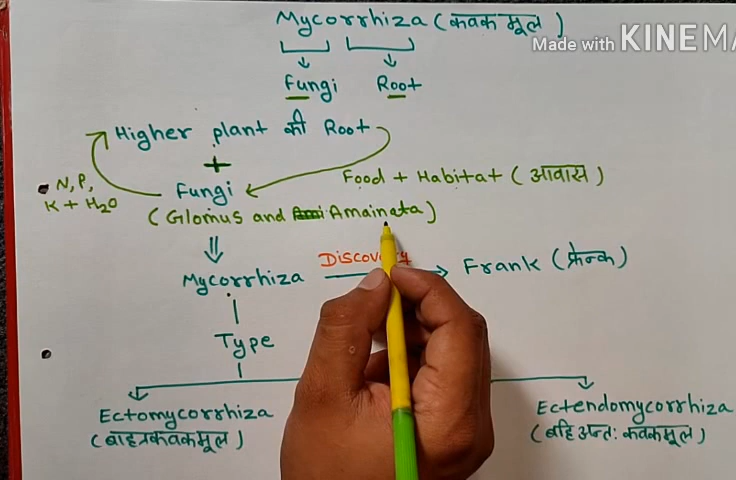 Mycorrhiza (कवकमूल)
Made with KINEMA
Fungi Root
Higher plant की Root
+
N, P,
K + H2O
Fungi
Food + Habitat (आवास)
(Glomus and Amainata)
⇓
Mycorrhiza Discovery → Frank (फ्रेन्क)
Type
Ectomycorrhiza
(बाह्यकवकमूल)
Ectendomycorrhiza
(बहिअन्तः कवकमूल)